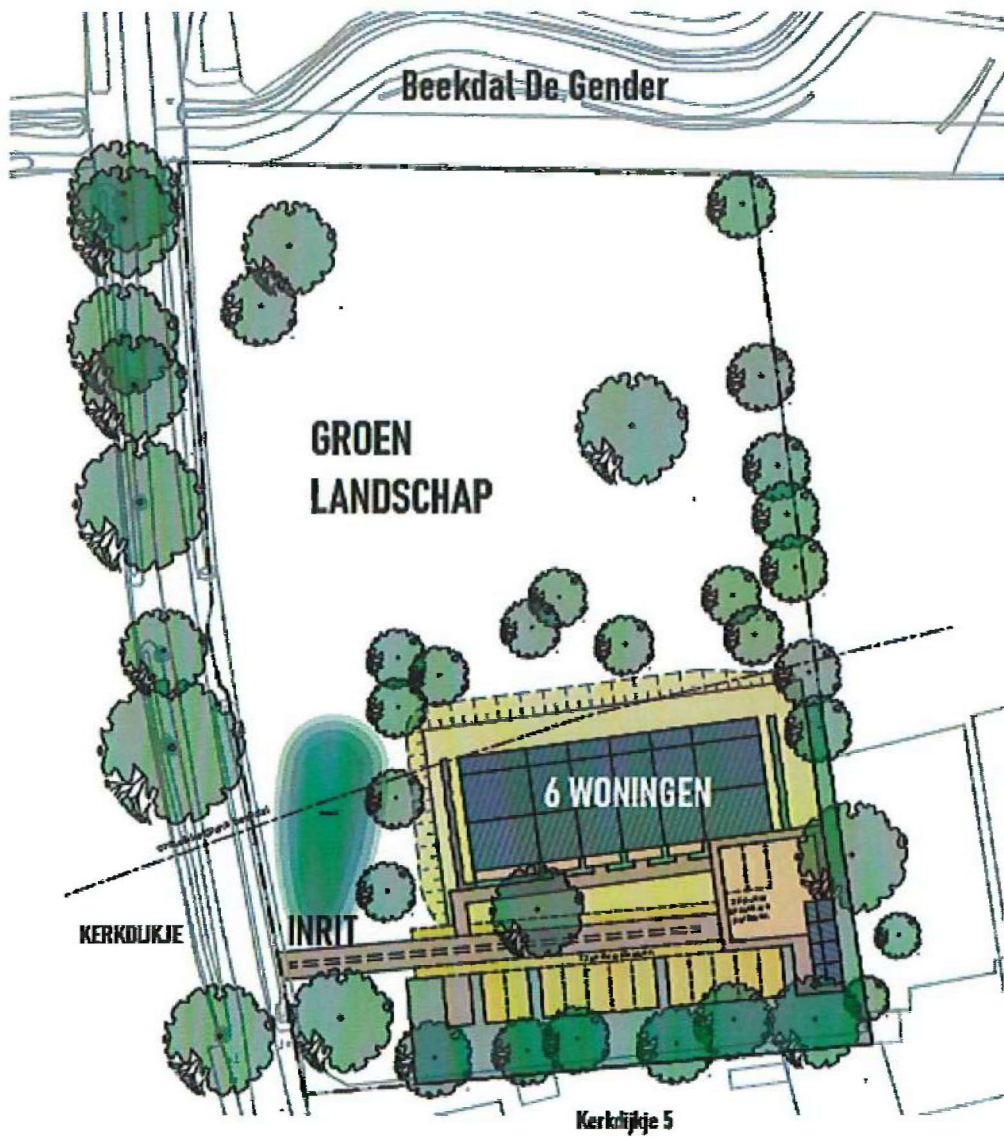 Beekdal De Gender
GROEN
LANDSCHAP
6 WONINGEN
KERKDIJKJE
INRIT
Kerkdijkje 5